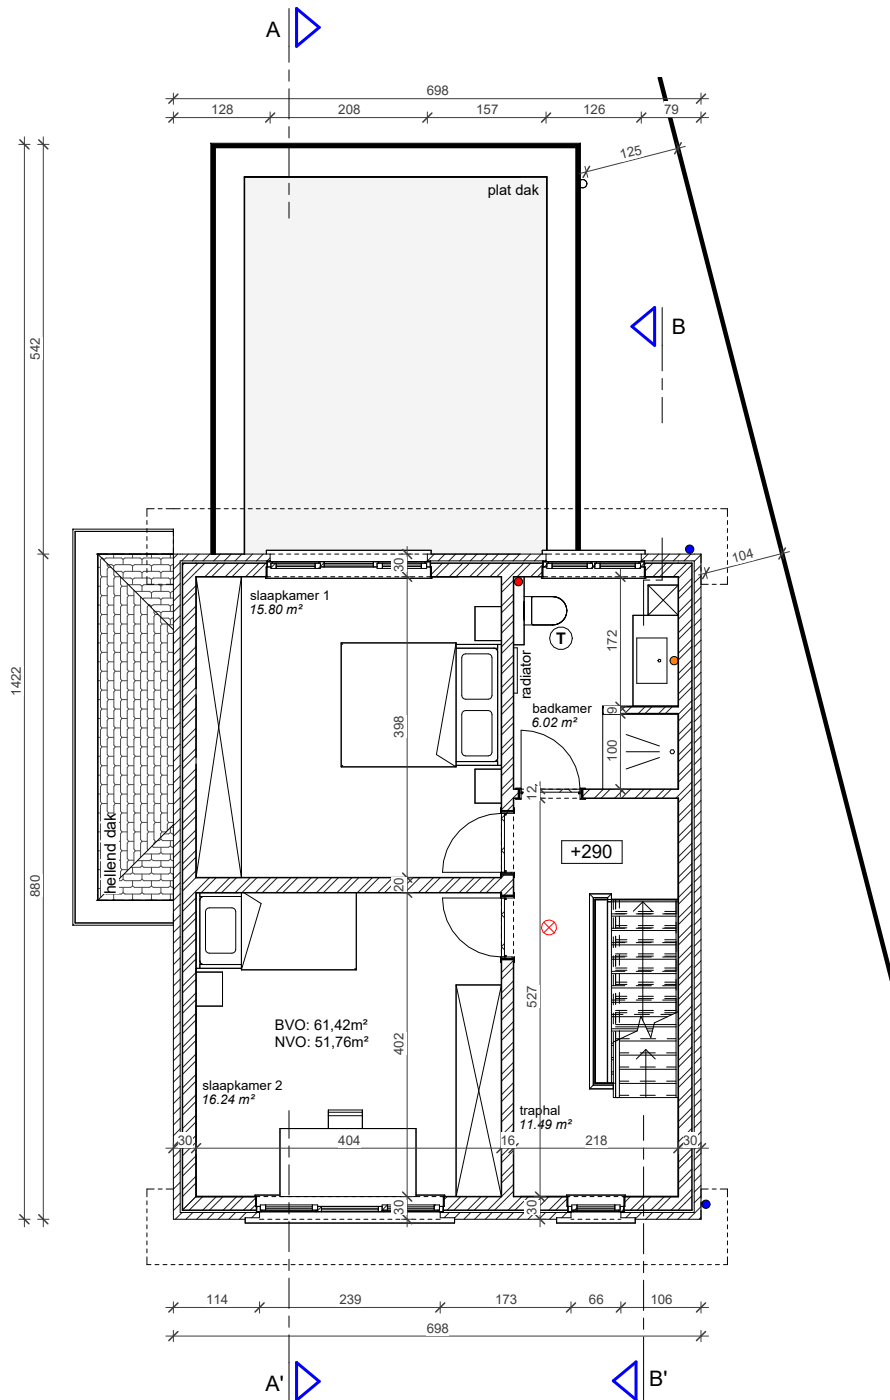 A
698
128
208
157
126
79
125
plat dak
B
542
104
30
slaapkamer 1
15.80 m²
T
172
radiator
badkamer
6.02 m²
9
1422
398
100
12
hellend dak
+290
880
20
527
BVO: 61,42m²
NVO: 51,76m²
402
slaapkamer 2
16.24 m²
traphal
11.49 m²
30
404
16
218
30
30
30
114
239
173
66
106
698
A'
B'